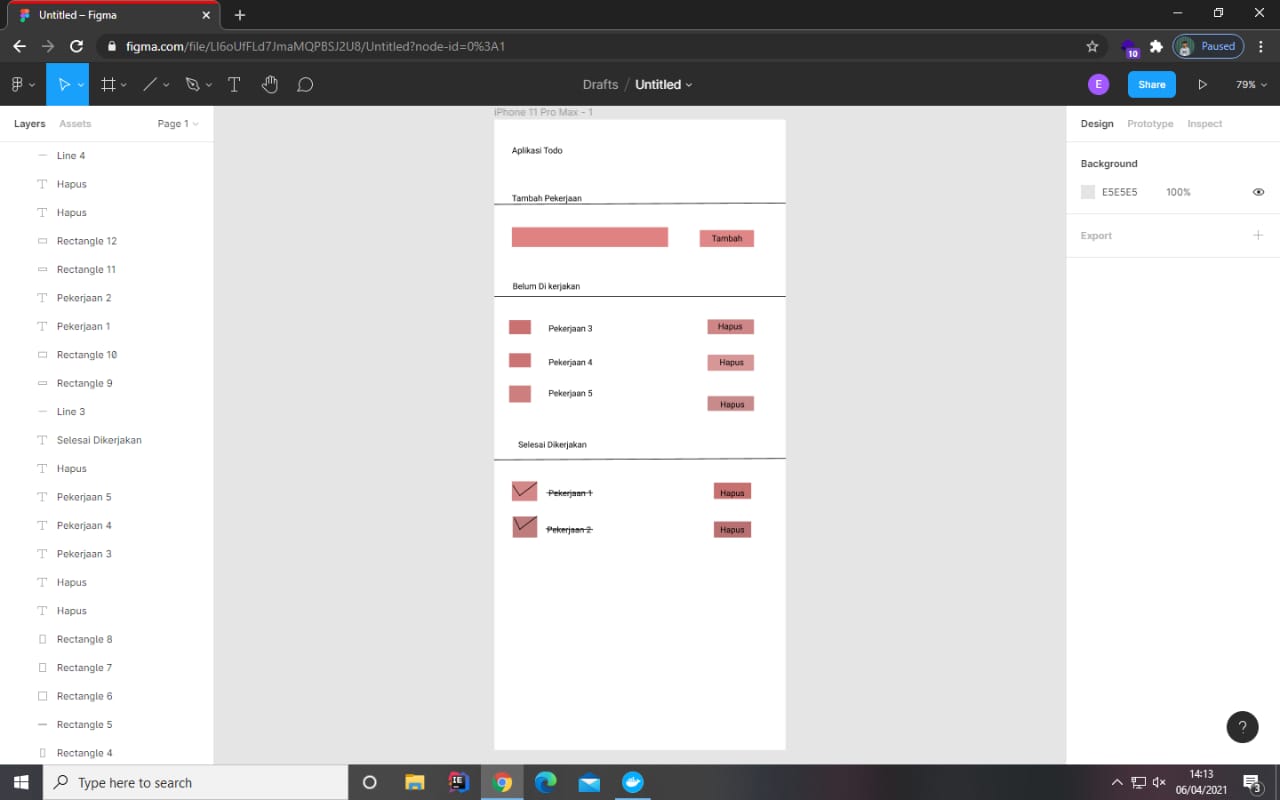 Untitled – Figma
figma.com/file/LI6oUfFLd7JmaMQPBSJ2U8/Untitled?node-id=0%3A1
10
Paused
Drafts / Untitled
E
Share
79%
Layers
Assets
Page 1
Line 4
Hapus
Hapus
Rectangle 12
Rectangle 11
Pekerjaan 2
Pekerjaan 1
Rectangle 10
Rectangle 9
Line 3
Selesai Dikerjakan
Hapus
Pekerjaan 5
Pekerjaan 4
Pekerjaan 3
Hapus
Hapus
Rectangle 8
Rectangle 7
Rectangle 6
Rectangle 5
Rectangle 4
iPhone 11 Pro Max - 1
Aplikasi Todo
Tambah Pekerjaan
Tambah
Belum Di kerjakan
Pekerjaan 3
Hapus
Pekerjaan 4
Hapus
Pekerjaan 5
Hapus
Selesai Dikerjakan
Pekerjaan 1
Hapus
Pekerjaan 2
Hapus
Design
Prototype
Inspect
Background
E5E5E5
100%
Export
?
Type here to search
IE
14:13
06/04/2021
3